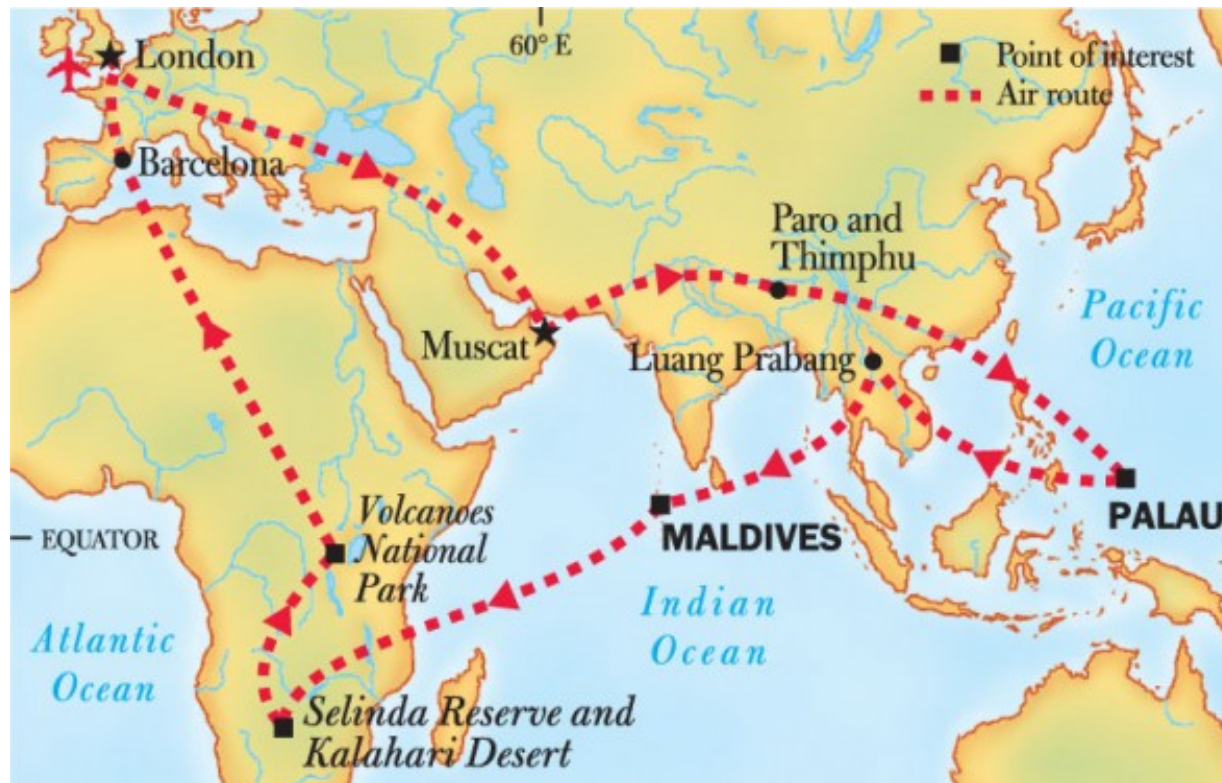 London
60° E
Point of interest
Air route
Barcelona
Paro and
Thimphu
Pacific
Ocean
Muscat
Luang Prabang
Volcanoes
National
Park
MALDIVES
PALAU
EQUATOR
Indian
Ocean
Atlantic
Ocean
Selinda Reserve and
Kalahari Desert